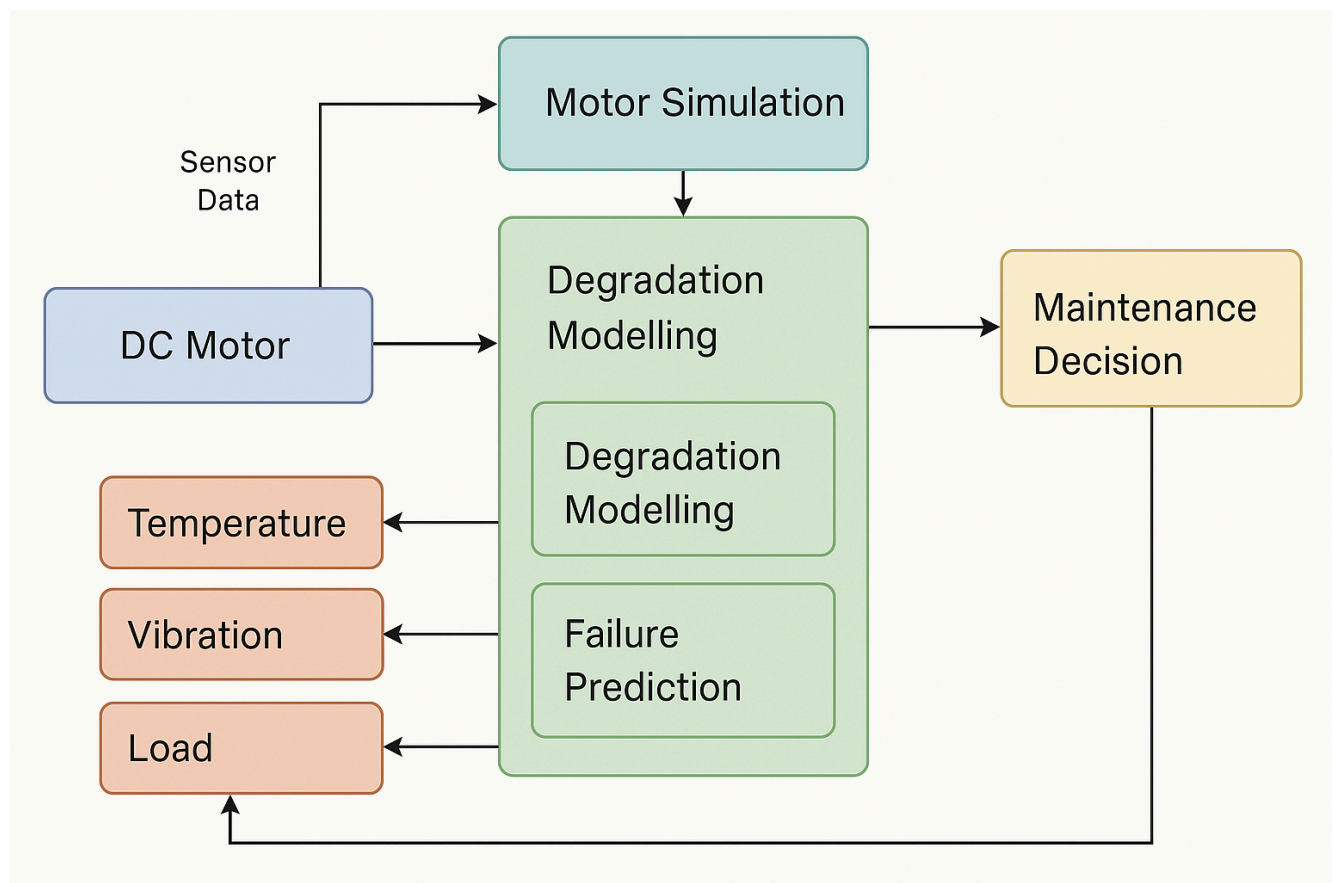 Motor Simulation
Sensor
Data
DC Motor
Degradation
Modelling
Maintenance
Decision
Degradation
Modelling
Temperature
Vibration
Failure
Prediction
Load